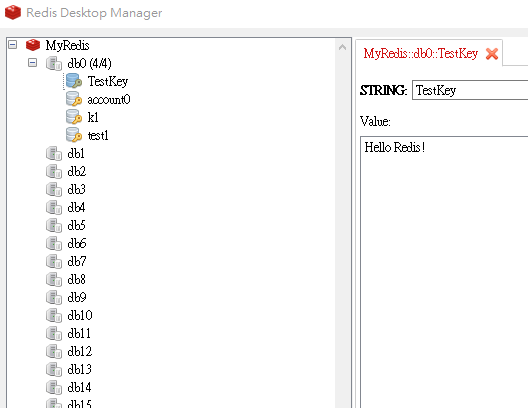 Redis Desktop Manager
MyRedis
db0 (4/4)
TestKey
account0
k1
test1
db1
db2
db3
db4
db5
db6
db7
db8
db9
db10
db11
db12
db13
db14
db15
MyRedis::db0::TestKey
STRING: TestKey
Value:
Hello Redis!